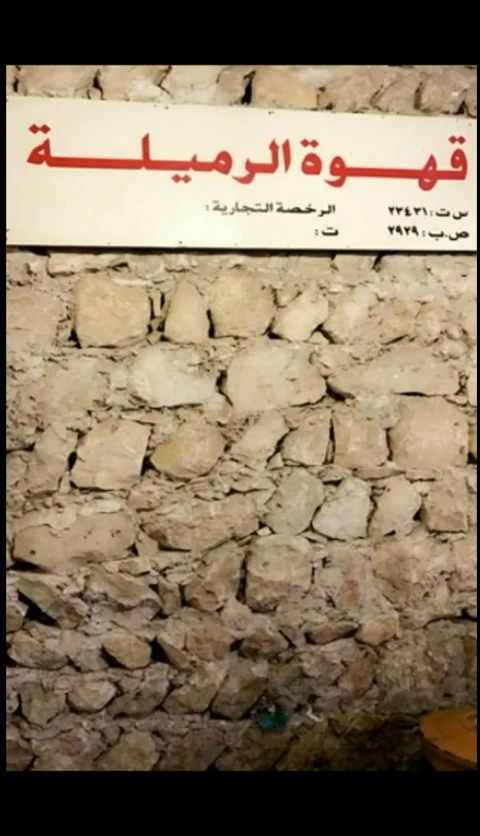 قهوة الرميلة
س ت : ٢٣٤٣١ الرخصة التجارية :
ص.ب : ٢٩٢٩ ت :